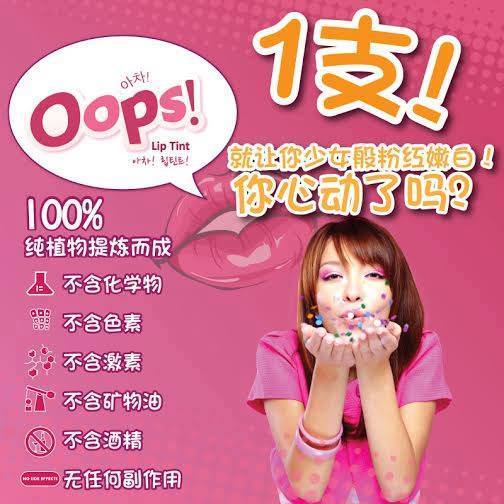 아차!
Oops!
Lip Tint
아차! 립틴트!
1支!
就让你少女般粉红嫩白!
你心动了吗?
100%
纯植物提炼而成
不含化学物
不含色素
不含激素
不含矿物油
不含酒精
NO SIDE EFFECTS
无任何副作用